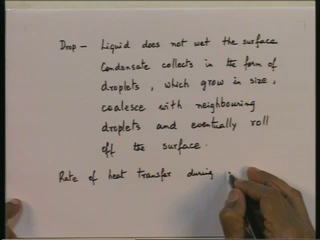 Drop — Liquid does not wet the surface
Condensate collects in the form of
droplets, which grow in size,
coalesce with neighbouring
droplets and eventually roll
off the surface.
Rate of heat transfer during